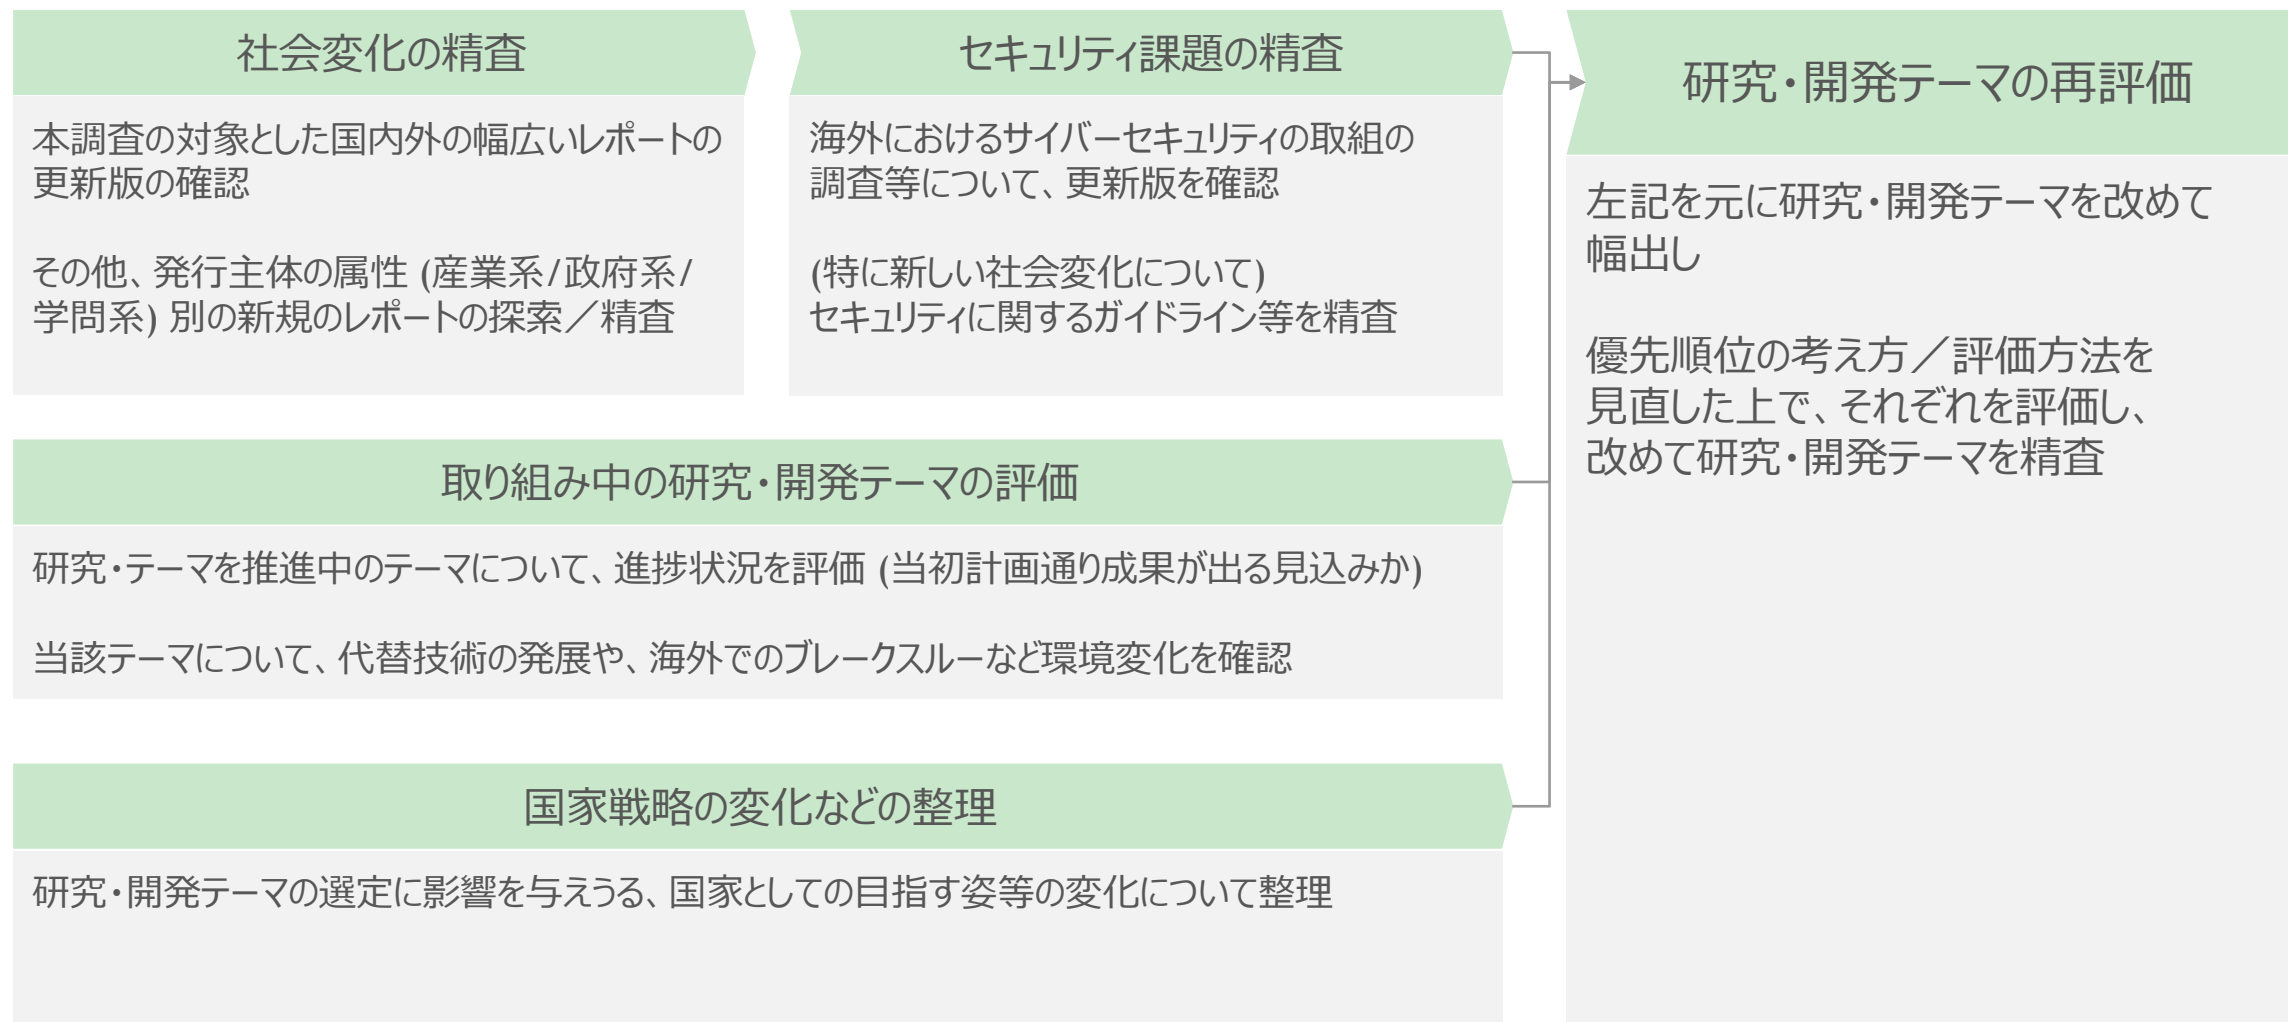 社会変化の精査
本調査の対象とした国内外の幅広いレポートの
更新版の確認
その他、発行主体の属性 (産業系/政府系/
学問系) 別の新規のレポートの探索／精査
セキュリティ課題の精査
海外におけるサイバーセキュリティの取組の
調査等について、更新版を確認
(特に新しい社会変化について)
セキュリティに関するガイドライン等を精査
取り組み中の研究・開発テーマの評価
研究・テーマを推進中のテーマについて、進捗状況を評価 (当初計画通り成果が出る見込みか)
当該テーマについて、代替技術の発展や、海外でのブレークスルーなど環境変化を確認
国家戦略の変化などの整理
研究・開発テーマの選定に影響を与えうる、国家としての目指す姿等の変化について整理
研究・開発テーマの再評価
左記を元に研究・開発テーマを改めて
幅出し
優先順位の考え方／評価方法を
見直した上で、それぞれを評価し、
改めて研究・開発テーマを精査